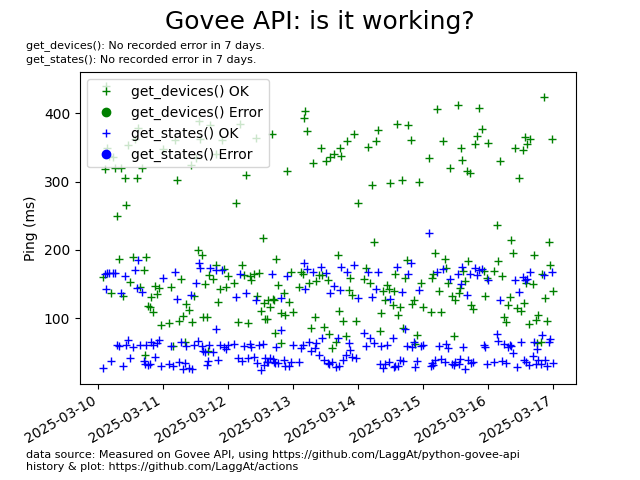 Govee API: is it working?
get_devices(): No recorded error in 7 days.
get_states(): No recorded error in 7 days.
get_devices() OK
get_devices() Error
get_states() OK
get_states() Error
400
300
200
100
Ping (ms)
2025-03-10
2025-03-11
2025-03-12
2025-03-13
2025-03-14
2025-03-15
2025-03-16
2025-03-17
data source: Measured on Govee API, using https://github.com/LaggAt/python-govee-api
history & plot: https://github.com/LaggAt/actions